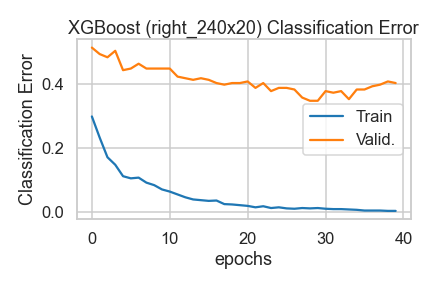 XGBoost (right_240x20) Classification Error
Classification Error
0.4
0.2
0.0
Train
Valid.
0 10 20 30 40
epochs